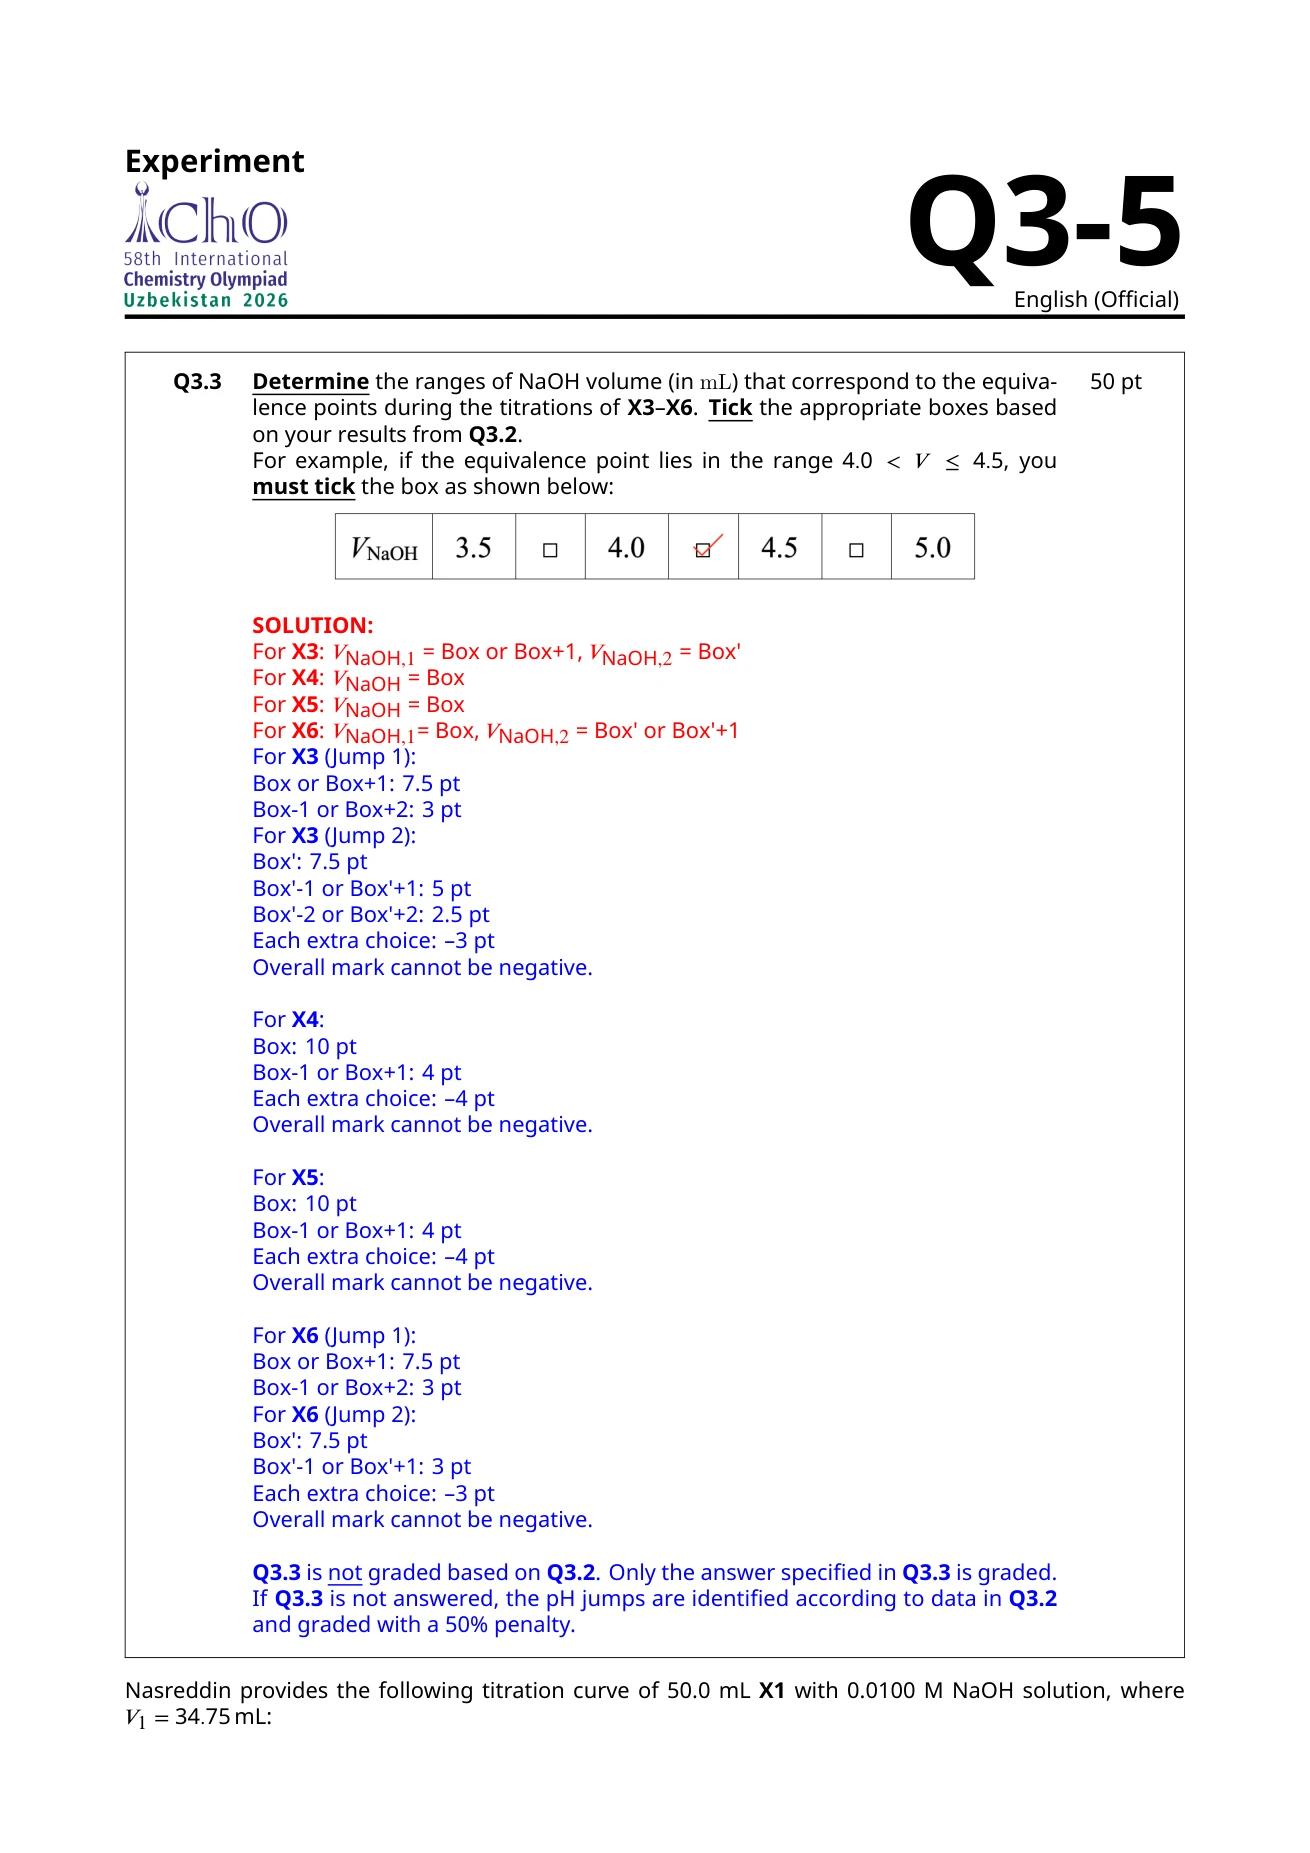 Experiment
IChO
58th International
Chemistry Olympiad
Uzbekistan 2026
Q3-5
English (Official)
Q3.3 Determine the ranges of NaOH volume (in mL) that correspond to the equiva- 50 pt
lence points during the titrations of X3–X6. Tick the appropriate boxes based
on your results from Q3.2.
For example, if the equivalence point lies in the range 4.0 < V ≤ 4.5, you
must tick the box as shown below:
V_NaOH 3.5 □ 4.0 ☑ 4.5 □ 5.0
SOLUTION:
For X3: V_NaOH,1 = Box or Box+1, V_NaOH,2 = Box'
For X4: V_NaOH = Box
For X5: V_NaOH = Box
For X6: V_NaOH,1 = Box, V_NaOH,2 = Box' or Box'+1
For X3 (Jump 1):
Box or Box+1: 7.5 pt
Box-1 or Box+2: 3 pt
For X3 (Jump 2):
Box': 7.5 pt
Box'-1 or Box'+1: 5 pt
Box'-2 or Box'+2: 2.5 pt
Each extra choice: –3 pt
Overall mark cannot be negative.
For X4:
Box: 10 pt
Box-1 or Box+1: 4 pt
Each extra choice: –4 pt
Overall mark cannot be negative.
For X5:
Box: 10 pt
Box-1 or Box+1: 4 pt
Each extra choice: –4 pt
Overall mark cannot be negative.
For X6 (Jump 1):
Box or Box+1: 7.5 pt
Box-1 or Box+2: 3 pt
For X6 (Jump 2):
Box': 7.5 pt
Box'-1 or Box'+1: 3 pt
Each extra choice: –3 pt
Overall mark cannot be negative.
Q3.3 is not graded based on Q3.2. Only the answer specified in Q3.3 is graded.
If Q3.3 is not answered, the pH jumps are identified according to data in Q3.2
and graded with a 50% penalty.
Nasreddin provides the following titration curve of 50.0 mL X1 with 0.0100 M NaOH solution, where
V₁ = 34.75 mL: